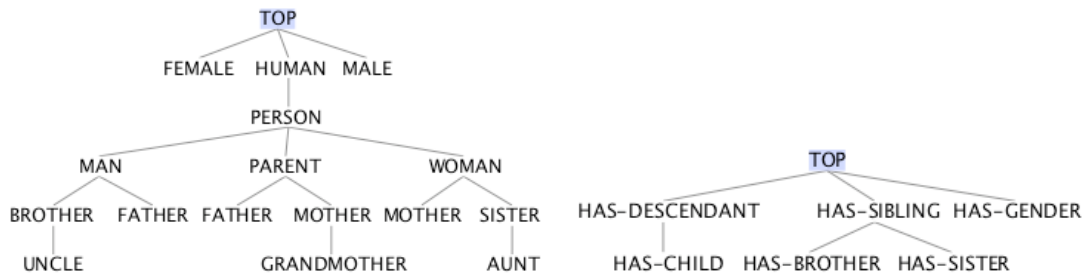 TOP
FEMALE HUMAN MALE
PERSON
MAN PARENT WOMAN
BROTHER FATHER FATHER MOTHER MOTHER SISTER
UNCLE GRANDMOTHER AUNT
TOP
HAS-DESCENDANT HAS-SIBLING HAS-GENDER
HAS-CHILD HAS-BROTHER HAS-SISTER